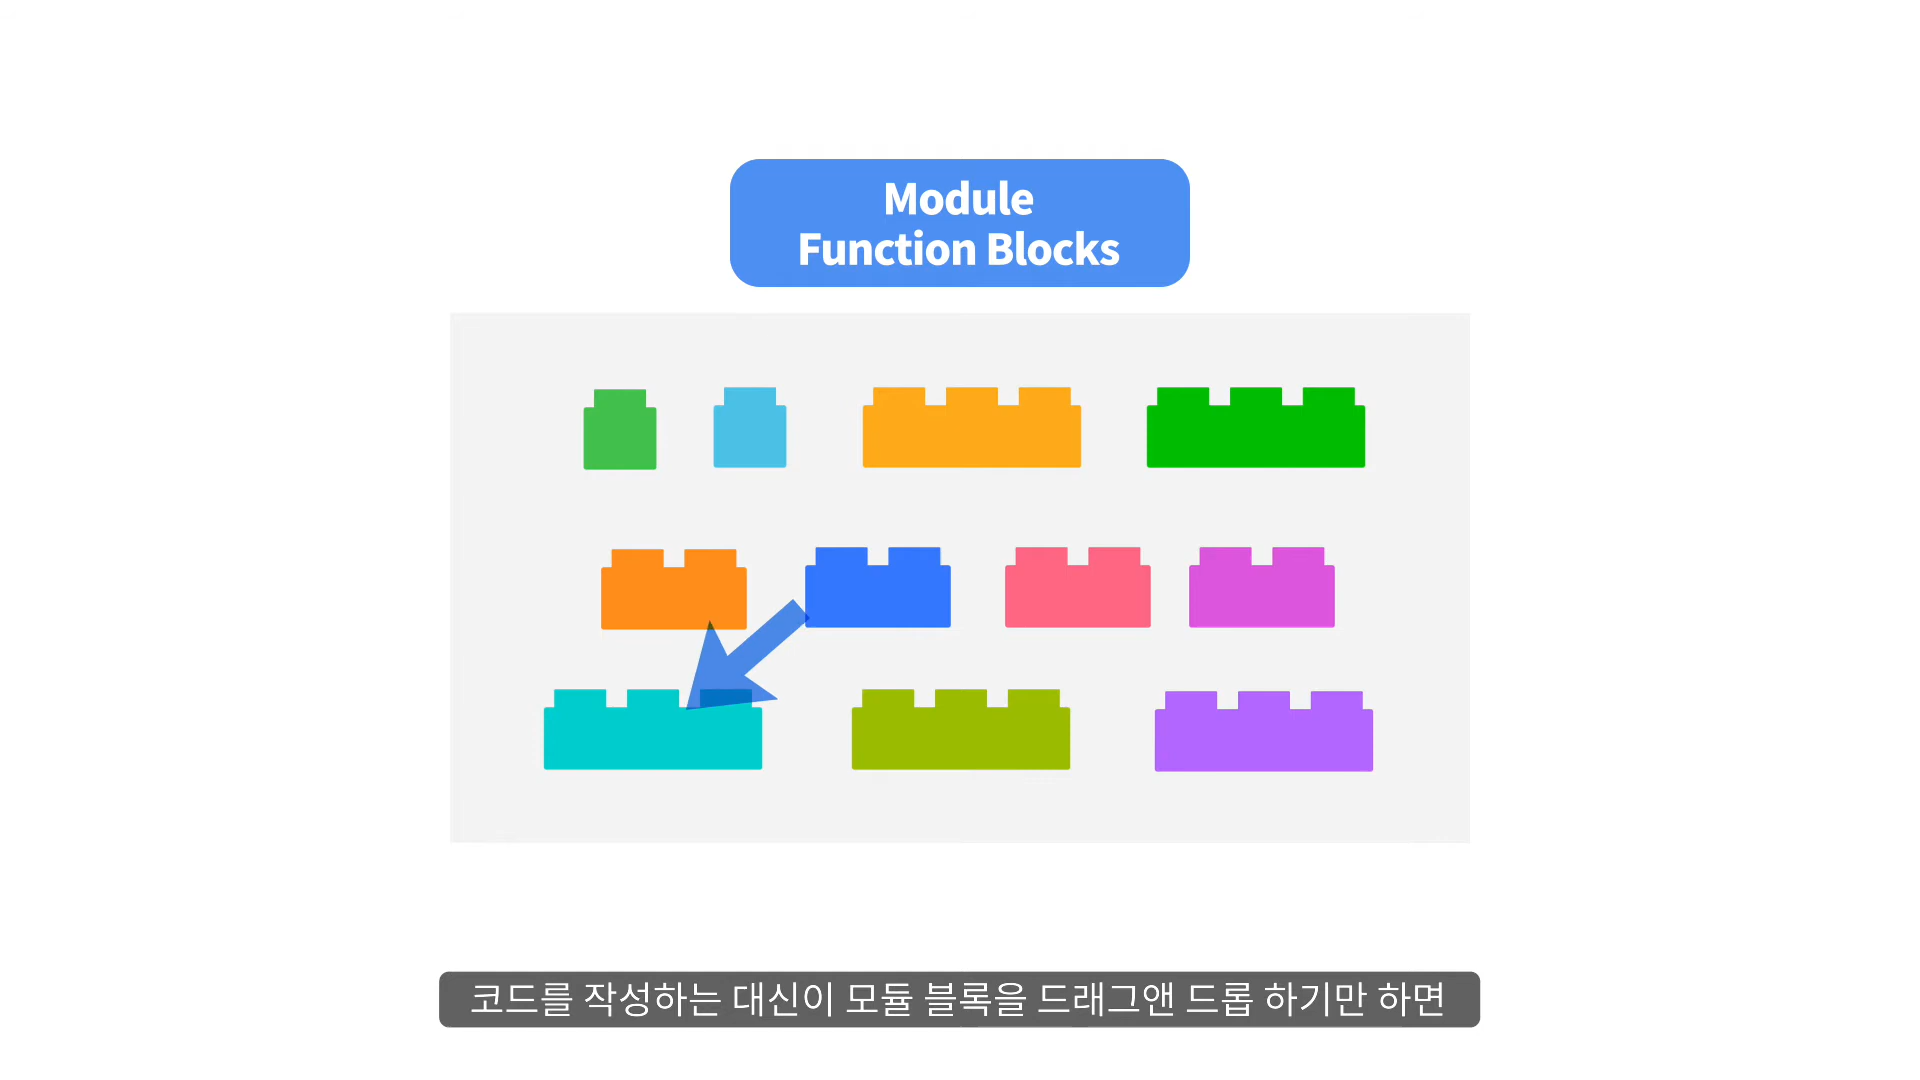 Module
Function Blocks
코드를 작성하는 대신이 모듈 블록을 드래그앤 드롭 하기만 하면